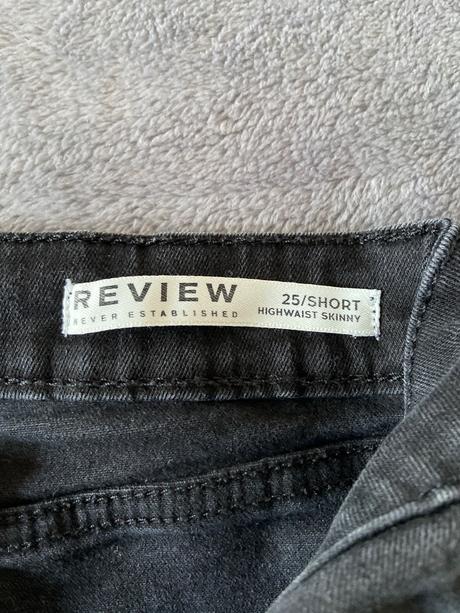 REVIEW
NEVER ESTABLISHED
25/SHORT
HIGHWAIST SKINNY